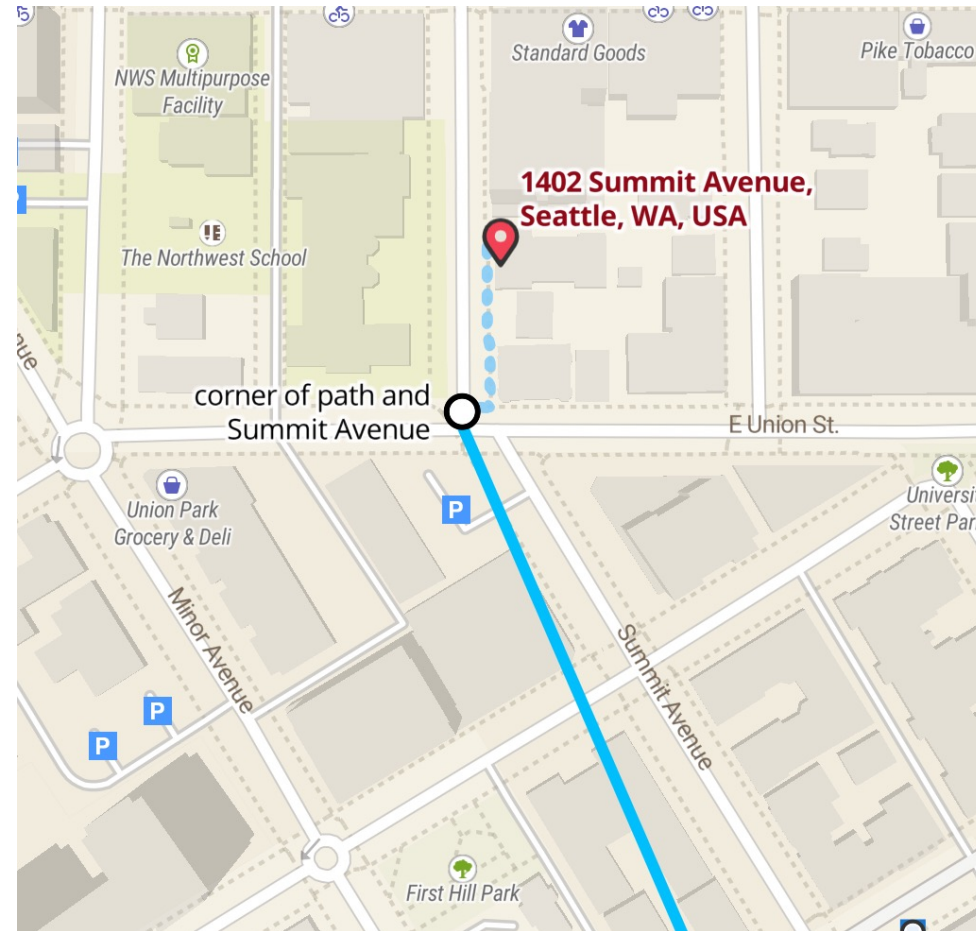 Standard Goods
Pike Tobacco
NWS Multipurpose
Facility
1402 Summit Avenue,
Seattle, WA, USA
The Northwest School
corner of path and
Summit Avenue
E Union St.
Union Park
Grocery & Deli
P
Universi
Street Par
Minor Avenue
Summit Avenue
P
P
First Hill Park